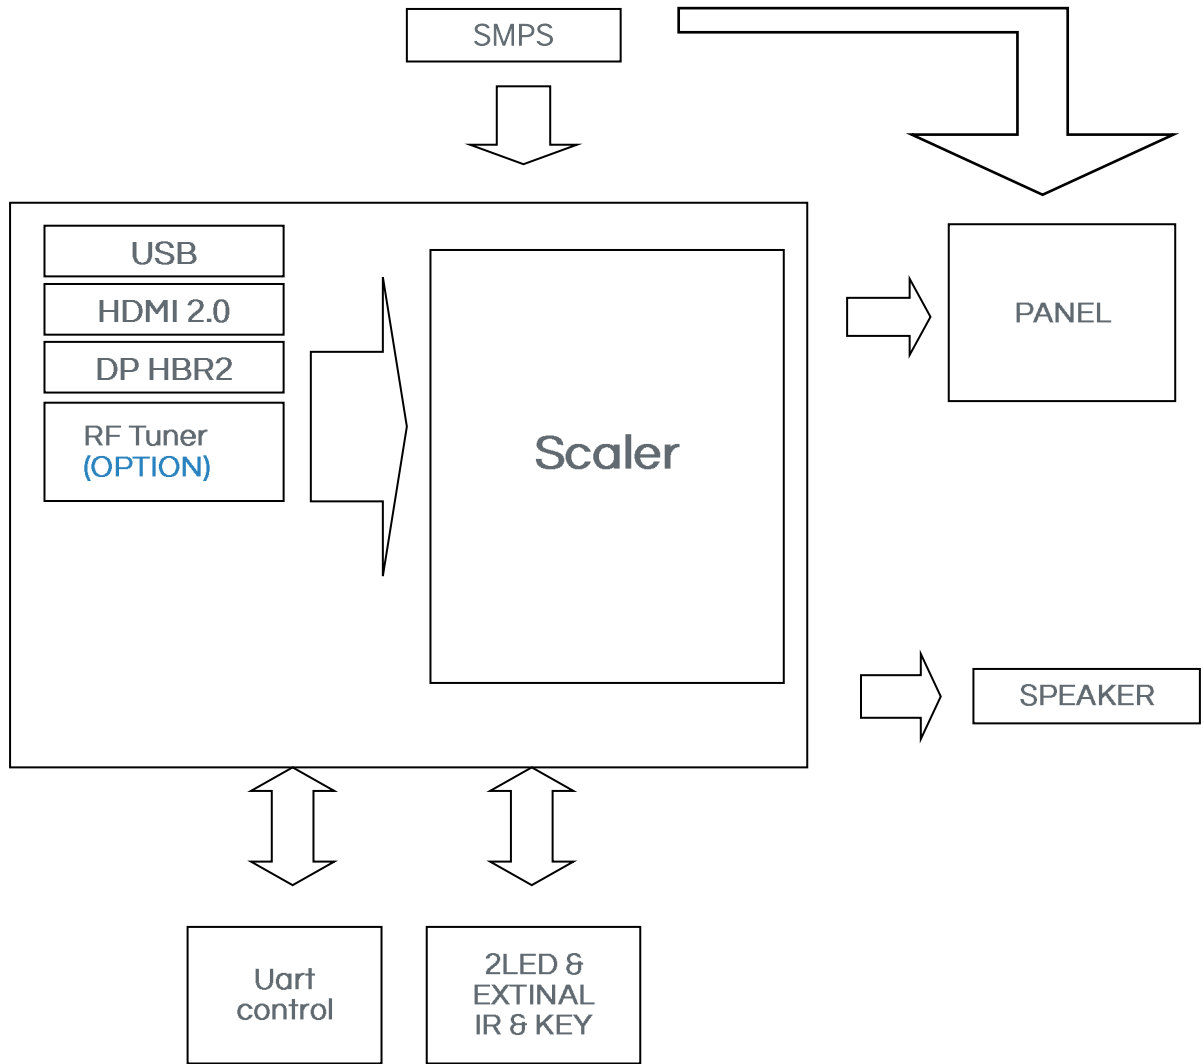 SMPS
USB
HDMI 2.0
DP HBR2
RF Tuner
(OPTION)
Scaler
PANEL
SPEAKER
Uart
control
2LED &
EXTINAL
IR & KEY